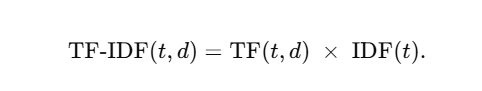 TF-IDF(t, d) = TF(t, d) × IDF(t).